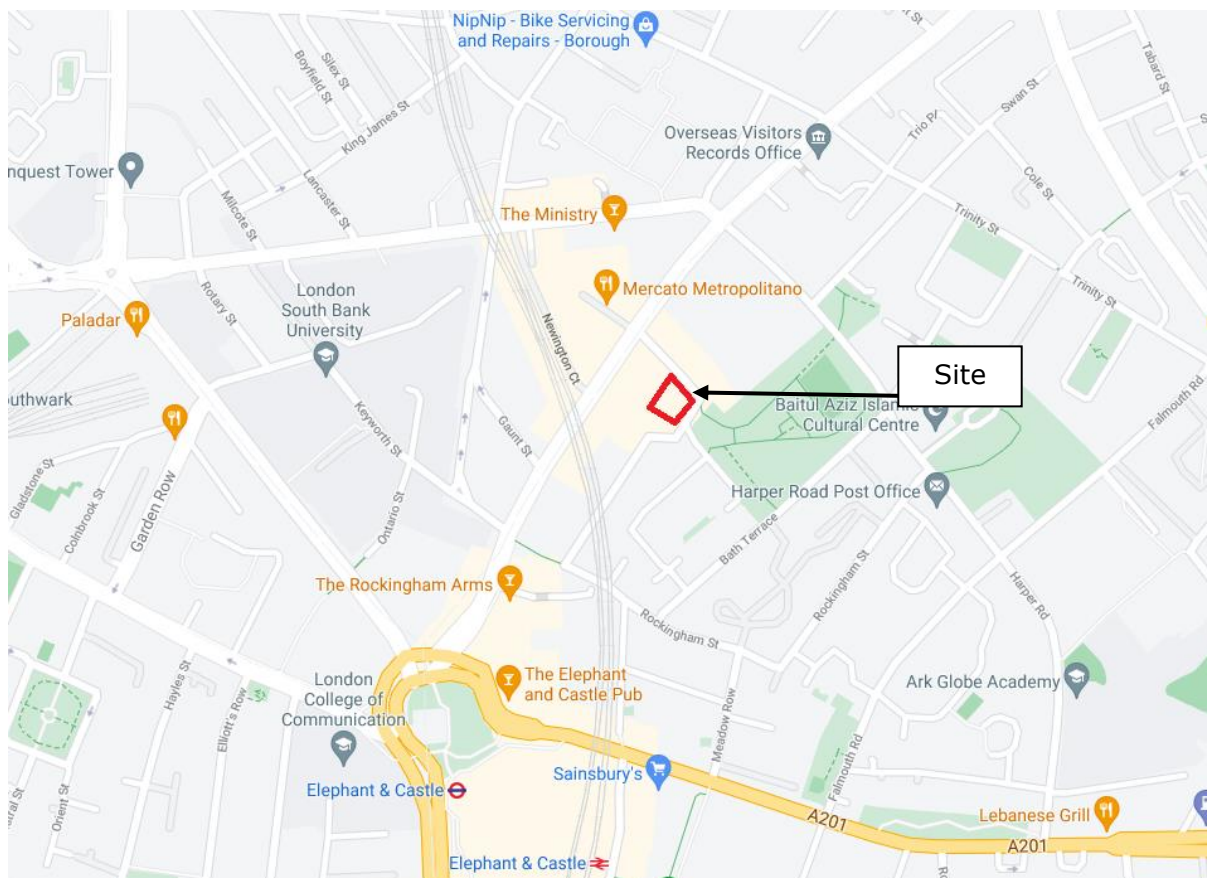 NipNip - Bike Servicing
and Repairs - Borough
Tabard St
Silex St
Boyfield St
King James St
Swan St
Trio Pl
Overseas Visitors
Records Office
nquest Tower
Lancaster St
Milcote St
Cole St
The Ministry
Trinity St
London
South Bank
University
Rotary St
Mercato Metropolitano
Trinity St
Paladar
Newington Ct
Site
outhwark
Baitul Aziz Islamic
Cultural Centre
Falmouth Rd
Keyworth St
Gaunt St
Gladstone St
Garden Row
Colnbrook St
Ontario St
Harper Road Post Office
Bath Terrace
The Rockingham Arms
Rockingham St
Rockingham St
Harper Rd
London
College of
Communication
The Elephant
and Castle Pub
Ark Globe Academy
Hayles St
Elliott's Row
Meadow Row
Falmouth Rd
Sainsbury's
Elephant & Castle
Orient St
A201
Lebanese Grill
A201
Elephant & Castle